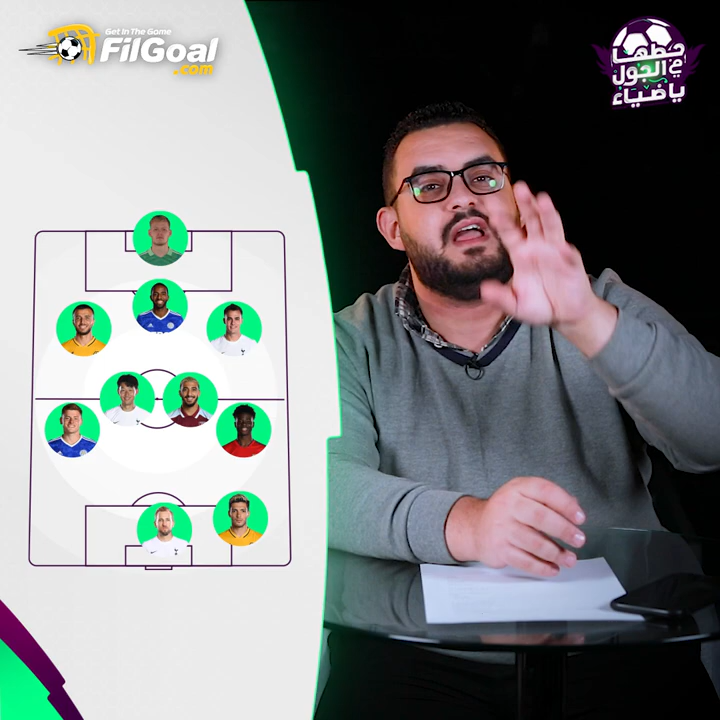 Get In The Game
FilGoal
.com
حطها
في الجول
يا ضياء